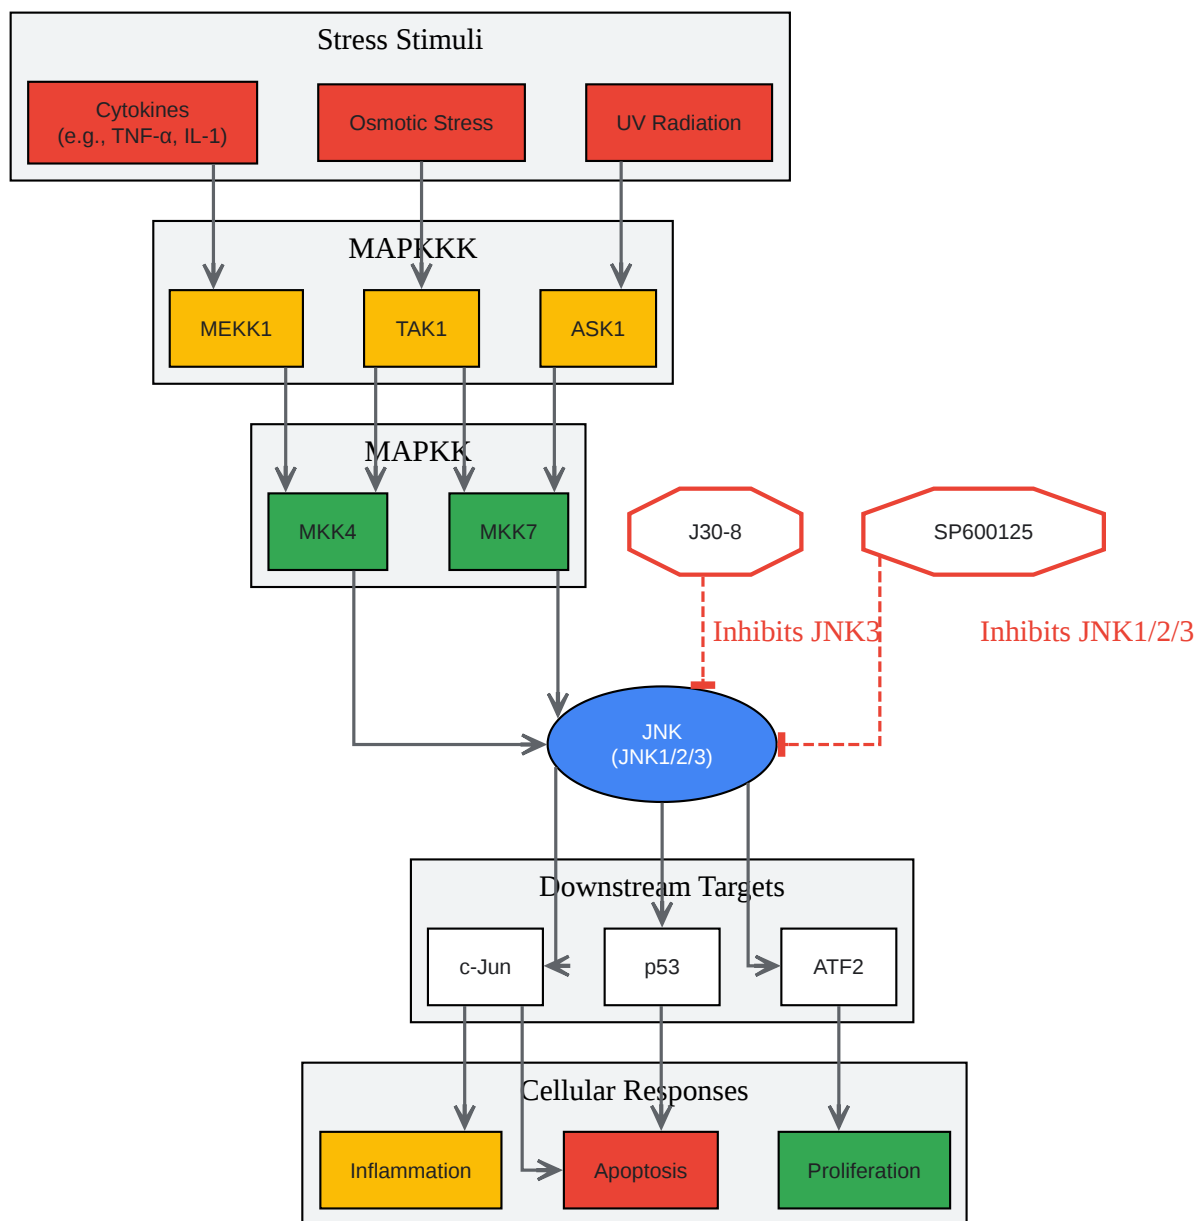 Stress Stimuli
Cytokines
(e.g., TNF-α, IL-1)
Osmotic Stress
UV Radiation
MAPKKK
MEKK1
TAK1
ASK1
MAPKK
MKK4
MKK7
J30-8
SP600125
Inhibits JNK3
Inhibits JNK1/2/3
JNK
(JNK1/2/3)
Downstream Targets
c-Jun
p53
ATF2
Cellular Responses
Inflammation
Apoptosis
Proliferation